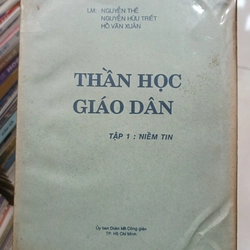 LM: NGUYỄN THẾ
NGUYỄN HỮU TRIẾT
HỒ VĂN XUÂN
THẦN HỌC
GIÁO DÂN
TẬP 1 : NIỀM TIN
Ủy ban Đoàn kết Công giáo
TP. Hồ Chí Minh